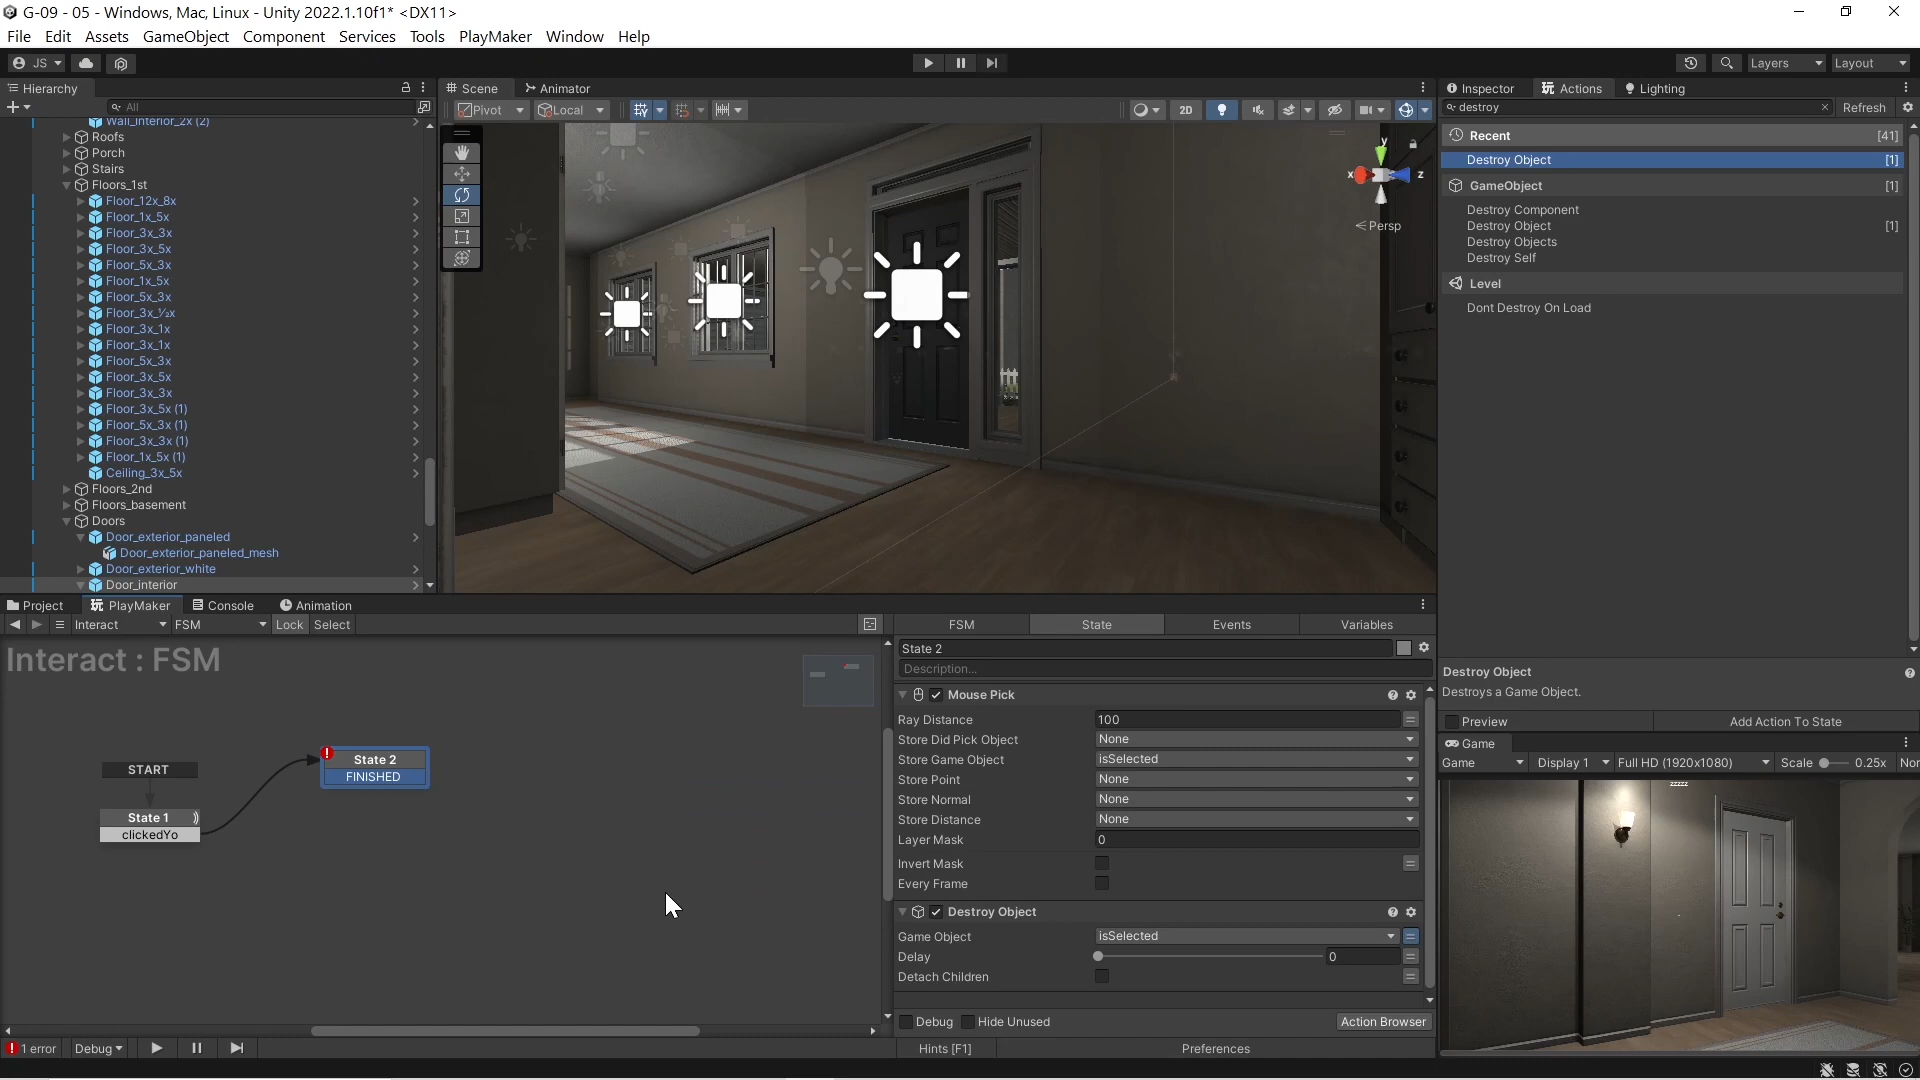 G-09 - 05 - Windows, Mac, Linux - Unity 2022.1.10f1* <DX11>
File Edit Assets GameObject Component Services Tools PlayMaker Window Help
JS Layers Layout
Hierarchy
All
Wall_Interior_2x (2)
Roofs
Porch
Stairs
Floors_1st
Floor_12x_8x
Floor_1x_5x
Floor_3x_3x
Floor_3x_5x
Floor_5x_3x
Floor_1x_5x
Floor_5x_3x
Floor_3x_½x
Floor_3x_1x
Floor_3x_1x
Floor_5x_3x
Floor_3x_5x
Floor_3x_3x
Floor_3x_5x (1)
Floor_5x_3x (1)
Floor_3x_3x (1)
Floor_1x_5x (1)
Ceiling_3x_5x
Floors_2nd
Floors_basement
Doors
Door_exterior_paneled
Door_exterior_paneled_mesh
Door_exterior_white
Door_interior
Scene Animator
Pivot Local 2D
y
x z
Persp
Inspector Actions Lighting
destroy Refresh
Recent [41]
Destroy Object [1]
GameObject [1]
Destroy Component
Destroy Object [1]
Destroy Objects
Destroy Self
Level
Dont Destroy On Load
Destroy Object
Destroys a Game Object.
Preview Add Action To State
Project PlayMaker Console Animation
Interact FSM Lock Select
Interact : FSM
START
State 1
clickedYo
State 2
FINISHED
1 error Debug
FSM State Events Variables
State 2
Description...
Mouse Pick
Ray Distance 100
Store Did Pick Object None
Store Game Object isSelected
Store Point None
Store Normal None
Store Distance None
Layer Mask 0
Invert Mask
Every Frame
Destroy Object
Game Object isSelected
Delay 0
Detach Children
Debug Hide Unused Action Browser
Hints [F1] Preferences
Game
Game Display 1 Full HD (1920x1080) Scale 0.25x Nor
zzzzz